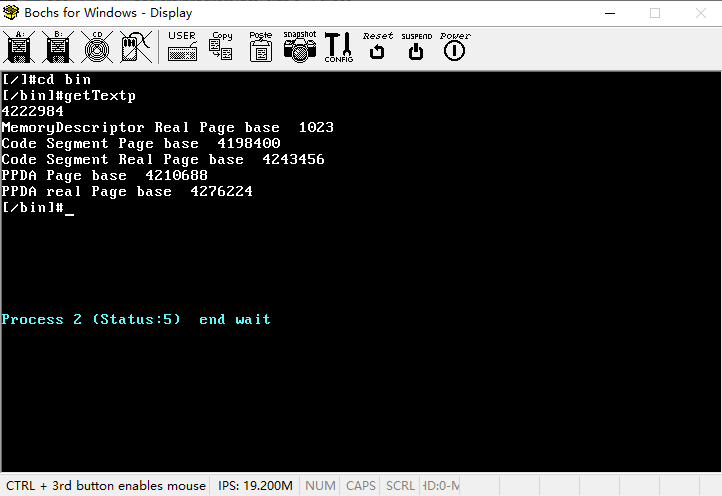 Bochs for Windows - Display
A: B: CD USER Copy Paste snapshot CONFIG Reset SUSPEND Power
[/]#cd bin
[/bin]#getTextp
4222984
MemoryDescriptor Real Page base  1023
Code Segment Page base  4198400
Code Segment Real Page base  4243456
PPDA Page base  4210688
PPDA real Page base  4276224
[/bin]#_
Process 2 (Status:5)  end wait
CTRL + 3rd button enables mouse IPS: 19.200M NUM CAPS SCRL HD:0-M